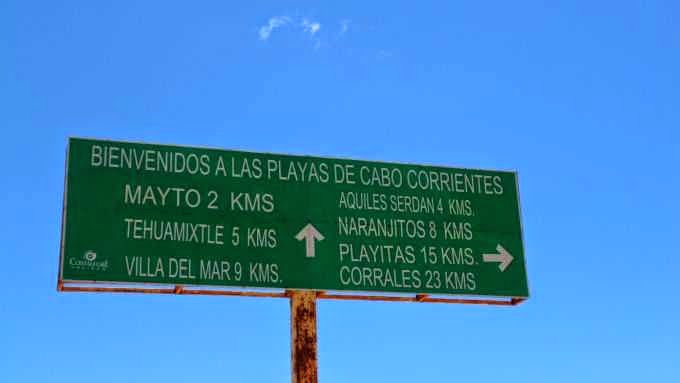 BIENVENIDOS A LAS PLAYAS DE CABO CORRIENTES
MAYTO 2 KMS
TEHUAMIXTLE 5 KMS
VILLA DEL MAR 9 KMS.
AQUILES SERDAN 4 KMS.
NARANJITOS 8 KMS
PLAYITAS 15 KMS.
CORRALES 23 KMS